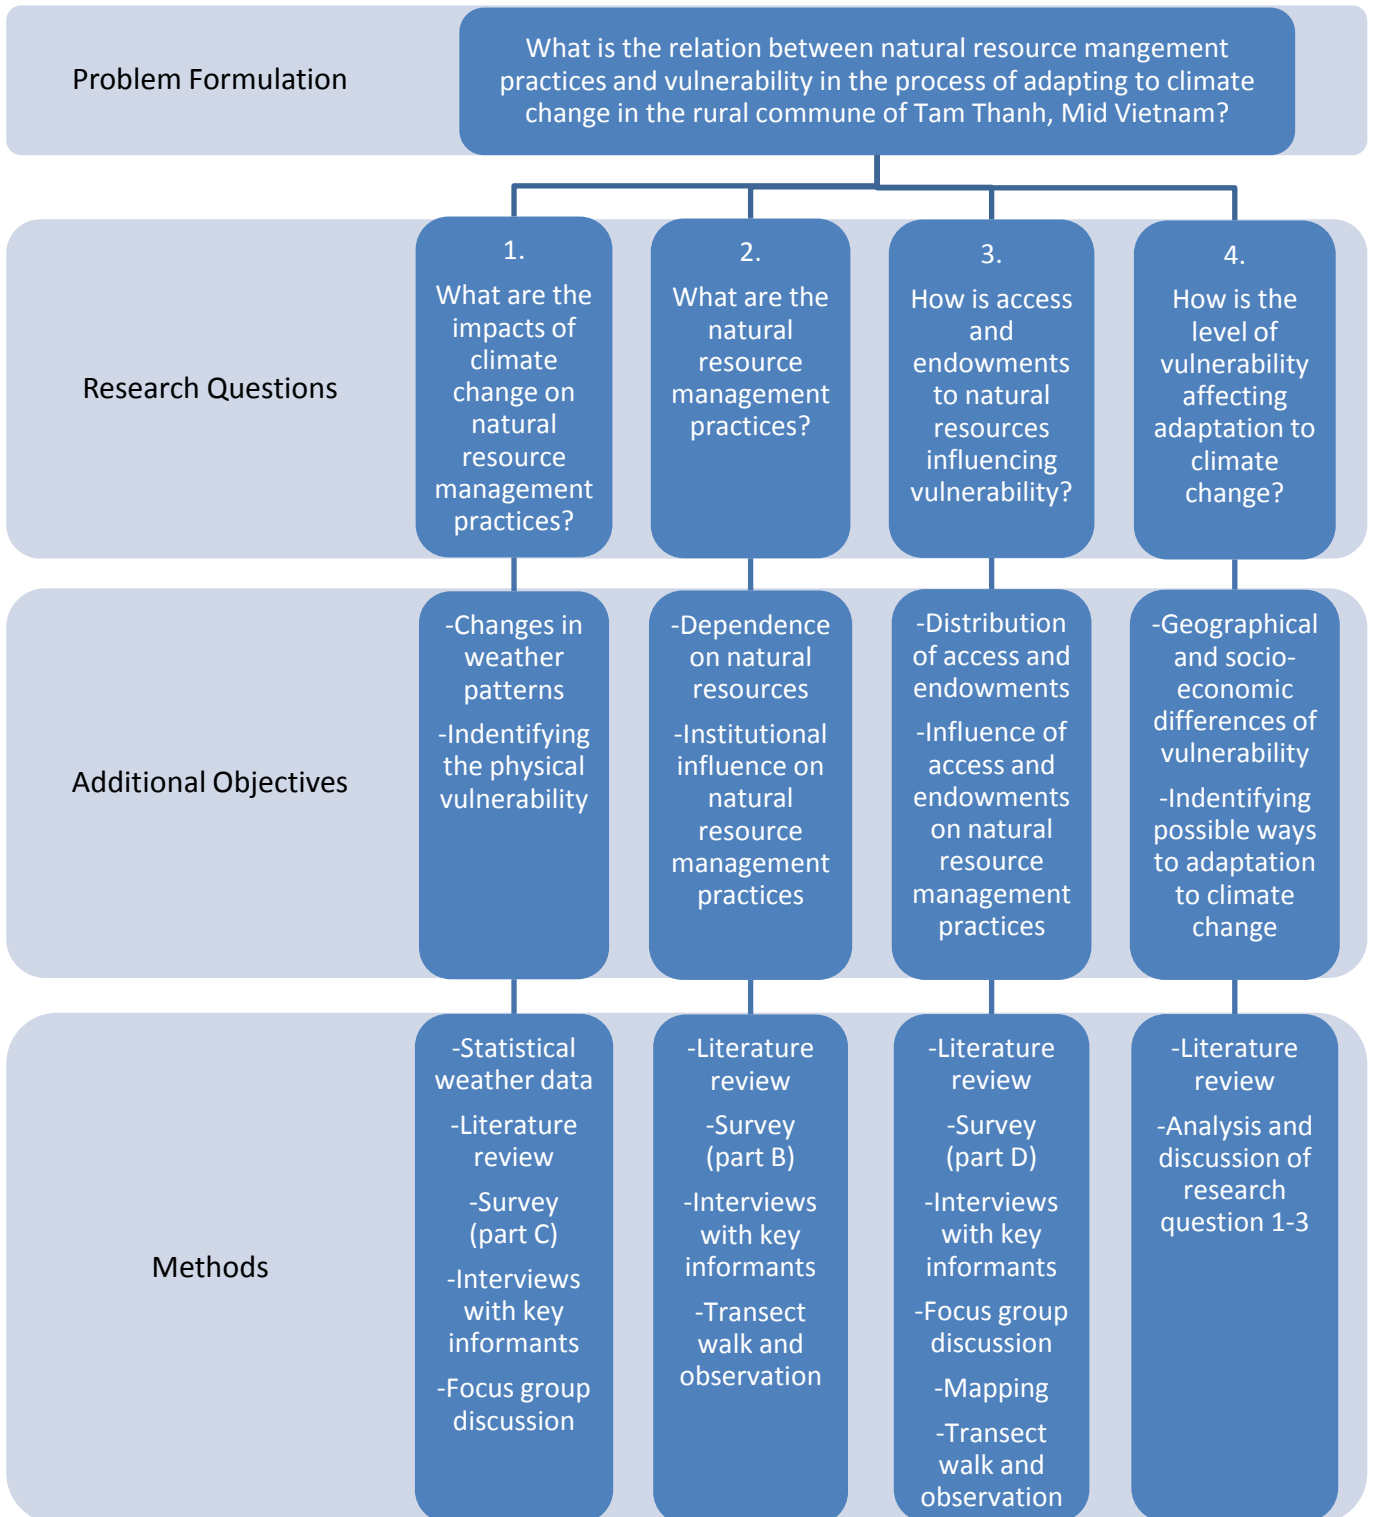 Problem Formulation
What is the relation between natural resource mangement
practices and vulnerability in the process of adapting to climate
change in the rural commune of Tam Thanh, Mid Vietnam?
Research Questions
1.
What are the
impacts of
climate
change on
natural
resource
management
practices?
2.
What are the
natural
resource
management
practices?
3.
How is access
and
endowments
to natural
resources
influencing
vulnerability?
4.
How is the
level of
vulnerability
affecting
adaptation to
climate
change?
Additional Objectives
-Changes in
weather
patterns
-Indentifying
the physical
vulnerability
-Dependence
on natural
resources
-Institutional
influence on
natural
resource
management
practices
-Distribution
of access and
endowments
-Influence of
access and
endowments
on natural
resource
management
practices
-Geographical
and socio-
economic
differences of
vulnerability
-Indentifying
possible ways
to adaptation
to climate
change
Methods
-Statistical
weather data
-Literature
review
-Survey
(part C)
-Interviews
with key
informants
-Focus group
discussion
-Literature
review
-Survey
(part B)
-Interviews
with key
informants
-Transect
walk and
observation
-Literature
review
-Survey
(part D)
-Interviews
with key
informants
-Focus group
discussion
-Mapping
-Transect
walk and
observation
-Literature
review
-Analysis and
discussion of
research
question 1-3